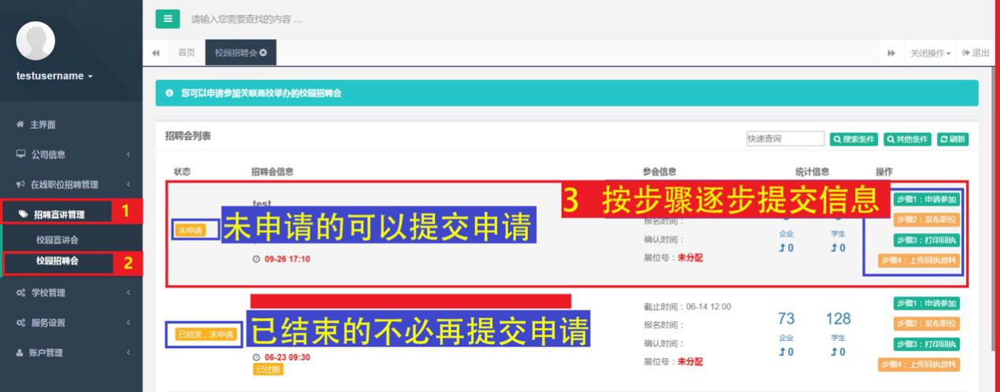 请输入您需要查找的内容 ...
首页
校园招聘会
关闭操作
退出
testusername
您可以申请参加关联高校举办的校园招聘会
主界面
公司信息
在线职位招聘管理
招聘宣讲管理 1
校园宣讲会
校园招聘会 2
学校管理
服务设置
账户管理
招聘会列表
快速查询
搜索条件
其他条件
刷新
状态 招聘会信息 参会信息 统计信息 操作
test
3 按步骤逐步提交信息
未申请
未申请的可以提交申请
09-26 17:10
报名时间：
确认时间：
展位号：未分配
企业 学生
0 0
步骤1：申请参加
步骤2：发布职位
步骤3：打印回执
步骤4：上传回执资料
已结束，未申请
已结束的不必再提交申请
06-23 09:30
已过期
截止时间：06-14 12:00
报名时间：
确认时间：
展位号：未分配
73 128
企业 学生
0 0
步骤1：申请参加
步骤2：发布职位
步骤3：打印回执
步骤4：上传回执资料